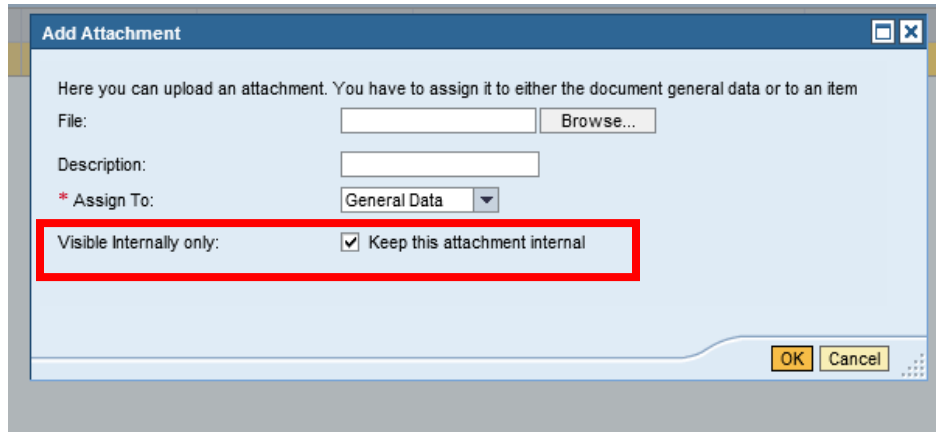 Add Attachment
Here you can upload an attachment. You have to assign it to either the document general data or to an item
File: Browse...
Description:
* Assign To: General Data
Visible Internally only: Keep this attachment internal
OK Cancel